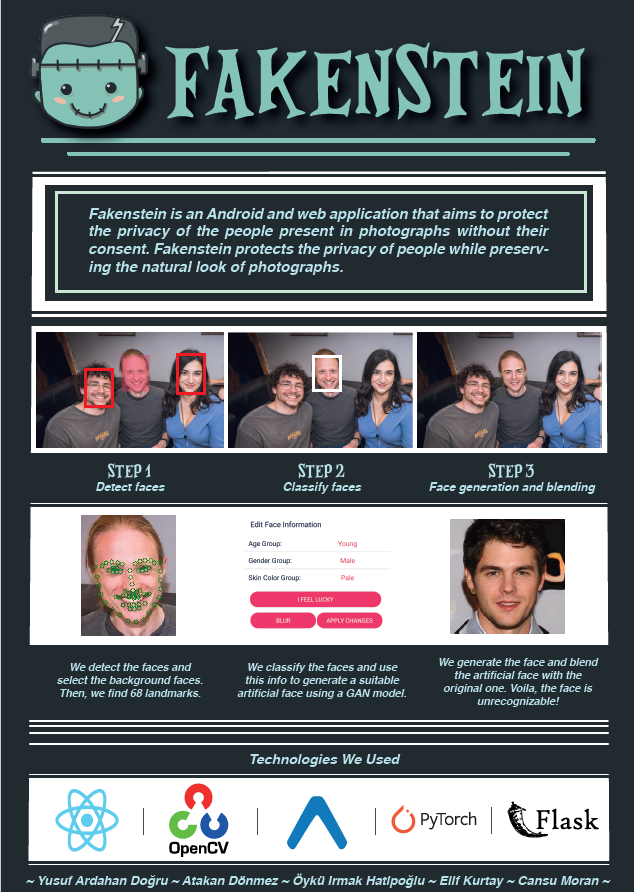 FAKENSTEIN
Fakenstein is an Android and web application that aims to protect
the privacy of the people present in photographs without their
consent. Fakenstein protects the privacy of people while preserv-
ing the natural look of photographs.
STEP 1
Detect faces
STEP 2
Classify faces
STEP 3
Face generation and blending
Edit Face Information
Age Group: Young
Gender Group: Male
Skin Color Group: Pale
I FEEL LUCKY
BLUR APPLY CHANGES
We detect the faces and
select the background faces.
Then, we find 68 landmarks.
We classify the faces and use
this info to generate a suitable
artificial face using a GAN model.
We generate the face and blend
the artificial face with the
original one. Voila, the face is
unrecognizable!
Technologies We Used
OpenCV
PyTorch
Flask
~ Yusuf Ardahan Doğru ~ Atakan Dönmez ~ Öykü Irmak Hatipoğlu ~ Elif Kurtay ~ Cansu Moran ~